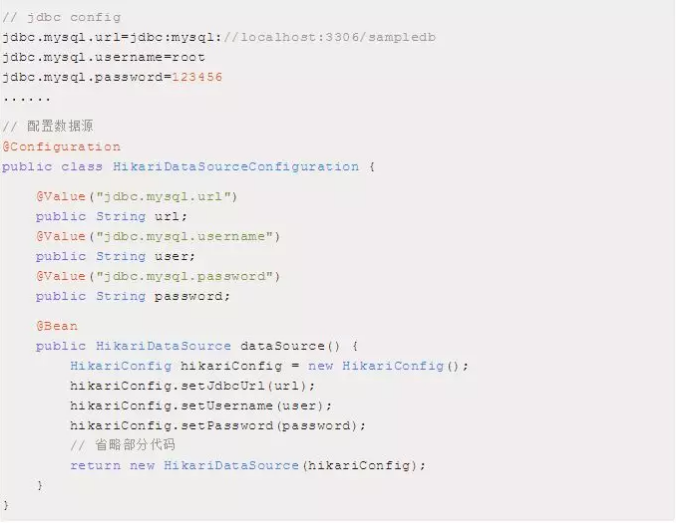 // jdbc config
jdbc.mysql.url=jdbc:mysql://localhost:3306/sampledb
jdbc.mysql.username=root
jdbc.mysql.password=123456
......
// 配置数据源
@Configuration
public class HikariDataSourceConfiguration {
@Value("jdbc.mysql.url")
public String url;
@Value("jdbc.mysql.username")
public String user;
@Value("jdbc.mysql.password")
public String password;
@Bean
public HikariDataSource dataSource() {
HikariConfig hikariConfig = new HikariConfig();
hikariConfig.setJdbcUrl(url);
hikariConfig.setUsername(user);
hikariConfig.setPassword(password);
// 省略部分代码
return new HikariDataSource(hikariConfig);
}
}